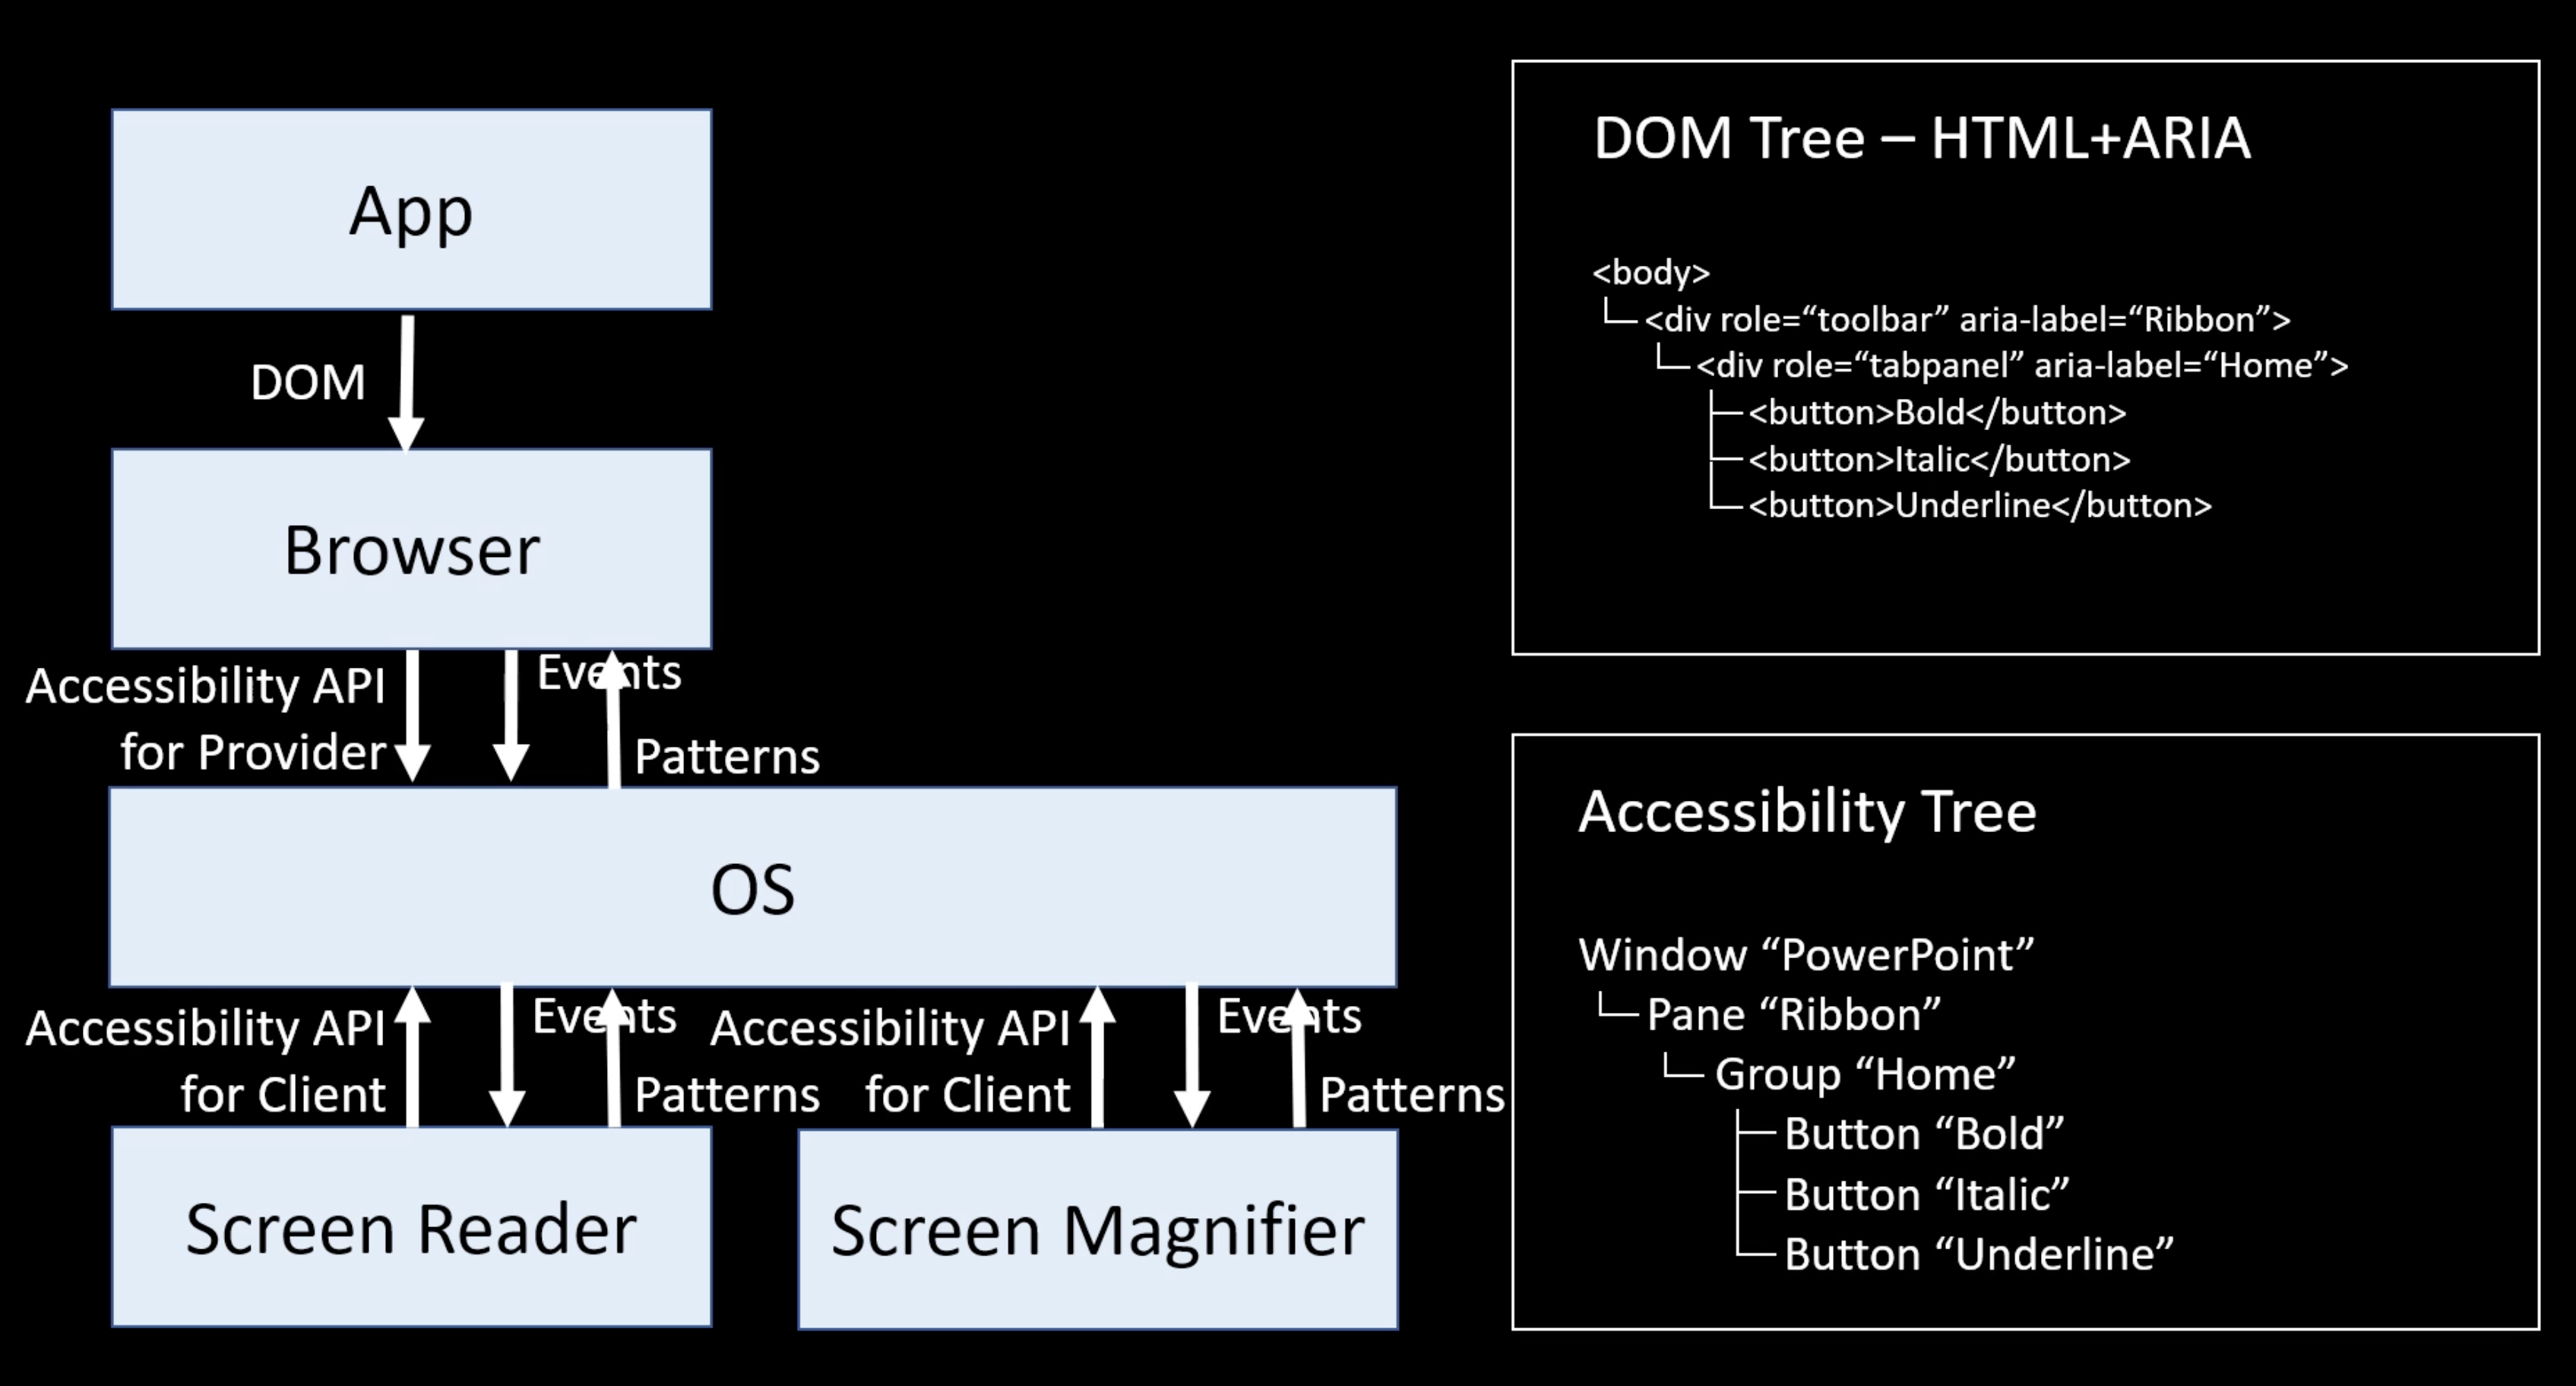 App
DOM
Browser
Accessibility API
for Provider
Events
Patterns
OS
Accessibility API
for Client
Events
Patterns
Accessibility API
for Client
Events
Patterns
Screen Reader
Screen Magnifier
DOM Tree – HTML+ARIA
<body>
<div role=“toolbar” aria-label=“Ribbon”>
<div role=“tabpanel” aria-label=“Home”>
<button>Bold</button>
<button>Italic</button>
<button>Underline</button>
Accessibility Tree
Window “PowerPoint”
Pane “Ribbon”
Group “Home”
Button “Bold”
Button “Italic”
Button “Underline”